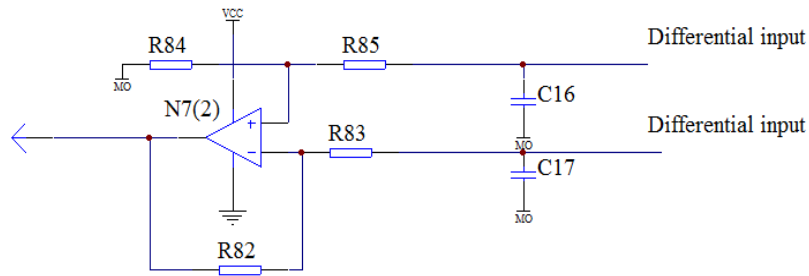 VCC
R84
R85
Differential input
MO
C16
N7(2)
+
MO
Differential input
R83
−
C17
MO
R82